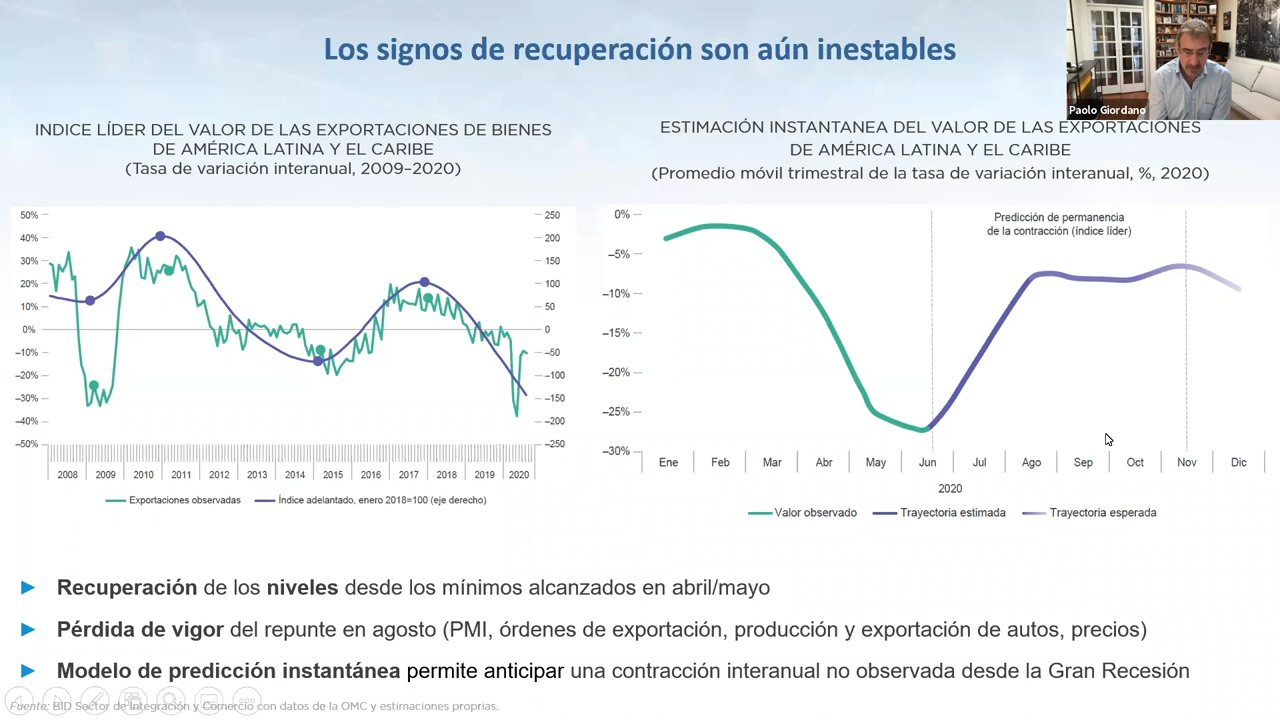 Los signos de recuperación son aún inestables
Paolo Giordano
INDICE LÍDER DEL VALOR DE LAS EXPORTACIONES DE BIENES
DE AMÉRICA LATINA Y EL CARIBE
(Tasa de variación interanual, 2009–2020)
50%
40%
30%
20%
10%
0%
–10%
–20%
–30%
–40%
–50%
250
200
150
100
50
0
–50
–100
–150
–200
–250
2008 2009 2010 2011 2012 2013 2014 2015 2016 2017 2018 2019 2020
Exportaciones observadas Índice adelantado, enero 2018=100 (eje derecho)
ESTIMACIÓN INSTANTANEA DEL VALOR DE LAS EXPORTACIONES
DE AMÉRICA LATINA Y EL CARIBE
(Promedio móvil trimestral de la tasa de variación interanual, %, 2020)
0%
–5%
–10%
–15%
–20%
–25%
–30%
Predicción de permanencia
de la contracción (índice líder)
Ene Feb Mar Abr May Jun Jul Ago Sep Oct Nov Dic
2020
Valor observado Trayectoria estimada Trayectoria esperada
Recuperación de los niveles desde los mínimos alcanzados en abril/mayo
Pérdida de vigor del repunte en agosto (PMI, órdenes de exportación, producción y exportación de autos, precios)
Modelo de predicción instantánea permite anticipar una contracción interanual no observada desde la Gran Recesión
Fuente: BID Sector de Integración y Comercio con datos de la OMC y estimaciones proprias.